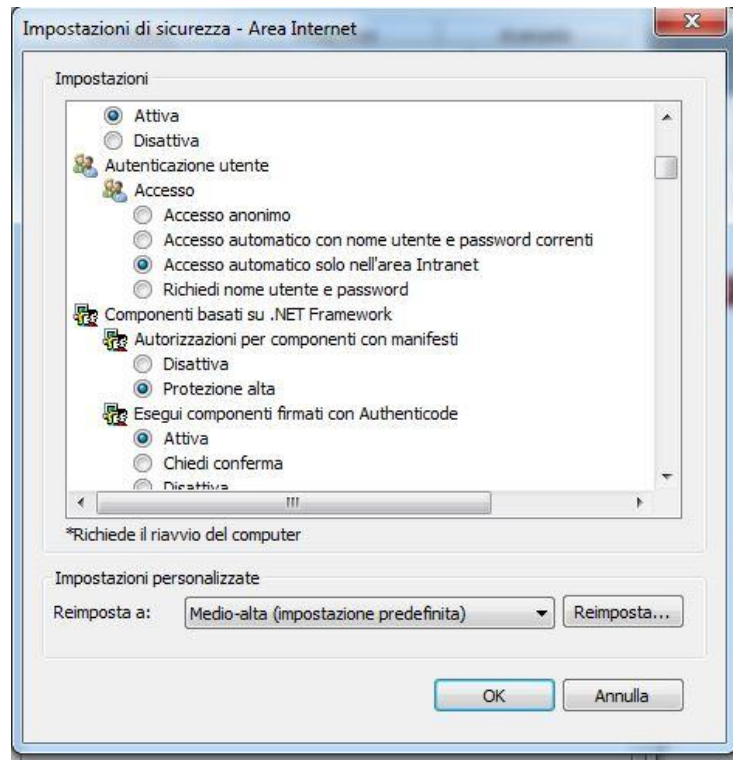 Impostazioni di sicurezza - Area Internet
Impostazioni
Attiva
Disattiva
Autenticazione utente
Accesso
Accesso anonimo
Accesso automatico con nome utente e password correnti
Accesso automatico solo nell'area Intranet
Richiedi nome utente e password
Componenti basati su .NET Framework
Autorizzazioni per componenti con manifesti
Disattiva
Protezione alta
Esegui componenti firmati con Authenticode
Attiva
Chiedi conferma
Disattiva
*Richiede il riavvio del computer
Impostazioni personalizzate
Reimposta a: Medio-alta (impostazione predefinita) Reimposta...
OK Annulla